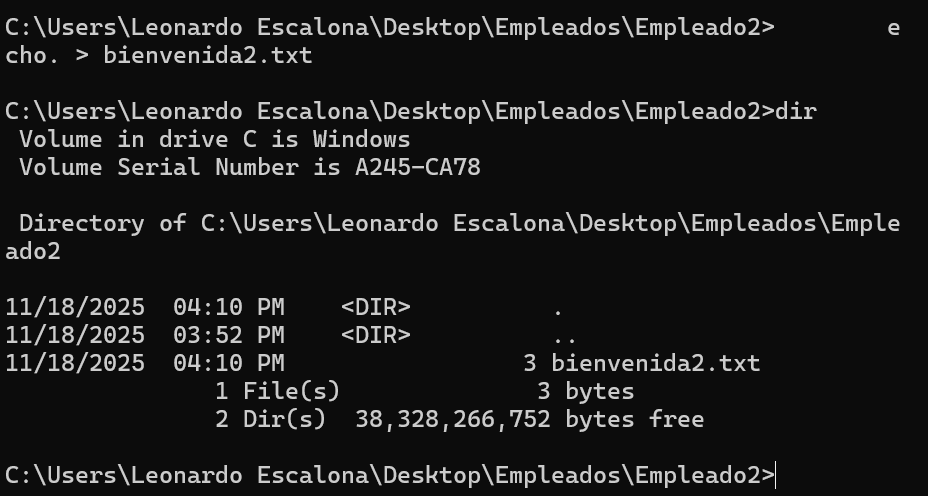 C:\Users\Leonardo Escalona\Desktop\Empleados\Empleado2>        e
cho. > bienvenida2.txt
C:\Users\Leonardo Escalona\Desktop\Empleados\Empleado2>dir
 Volume in drive C is Windows
 Volume Serial Number is A245-CA78
 Directory of C:\Users\Leonardo Escalona\Desktop\Empleados\Emple
ado2
11/18/2025  04:10 PM    <DIR>          .
11/18/2025  03:52 PM    <DIR>          ..
11/18/2025  04:10 PM                 3 bienvenida2.txt
               1 File(s)              3 bytes
               2 Dir(s)  38,328,266,752 bytes free
C:\Users\Leonardo Escalona\Desktop\Empleados\Empleado2>